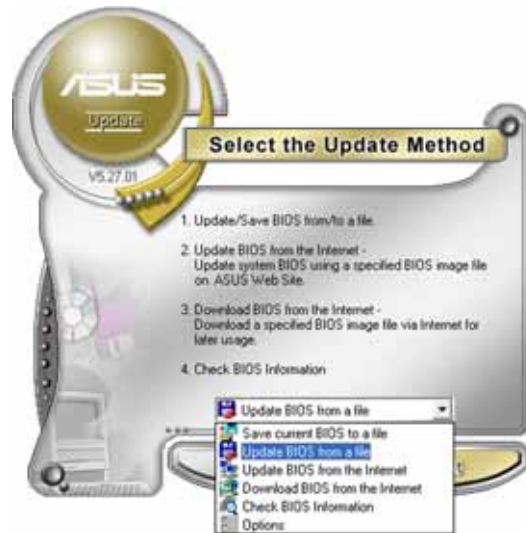 ASUS
Update
V5.27.01
Select the Update Method
1. Update/Save BIOS from/to a file.
2. Update BIOS from the Internet -
Update system BIOS using a specified BIOS image file
on ASUS Web Site.
3. Download BIOS from the Internet -
Download a specified BIOS image file via Internet for
later usage.
4. Check BIOS Information
Update BIOS from a file
Save current BIOS to a file
Update BIOS from a file
Update BIOS from the Internet
Download BIOS from the Internet
Check BIOS Information
Options